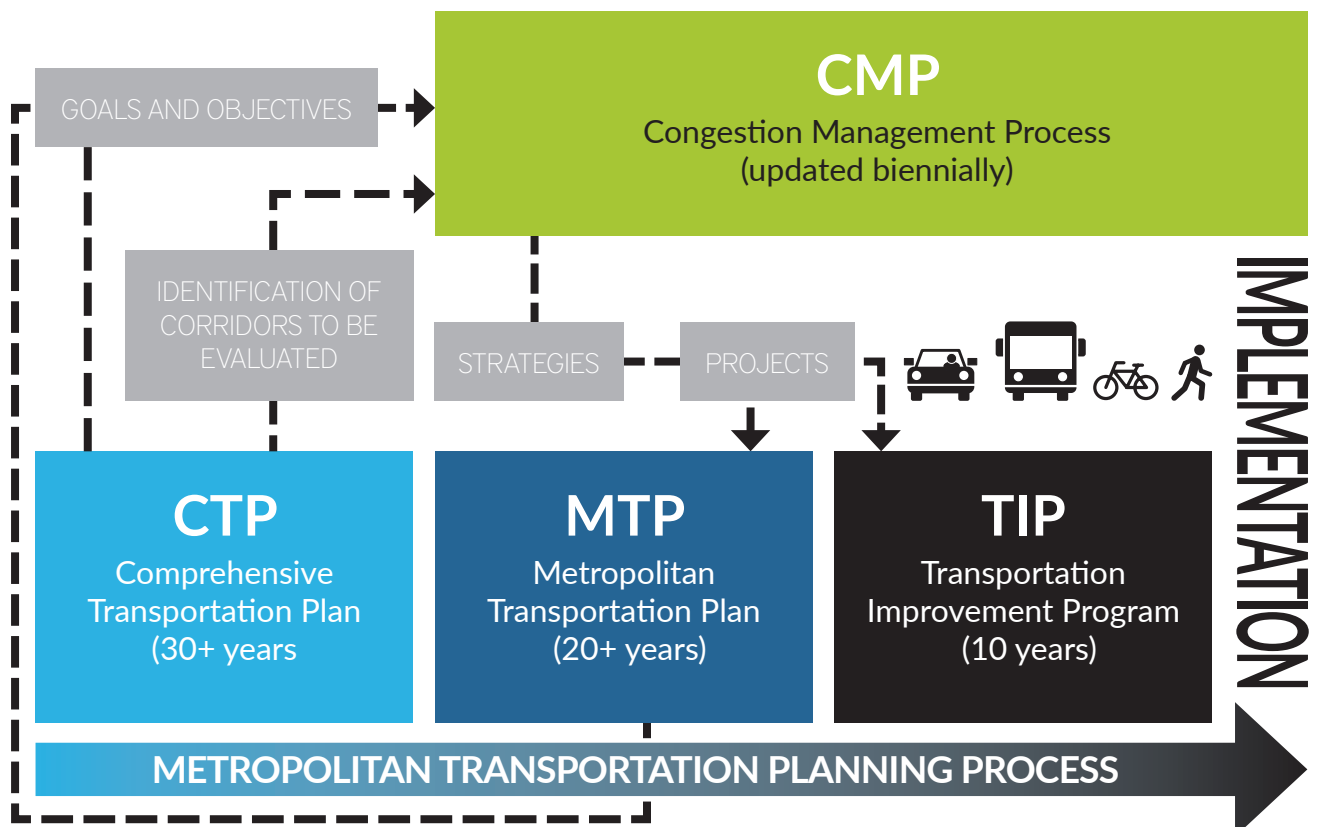 CMP
Congestion Management Process
(updated biennially)
GOALS AND OBJECTIVES
IDENTIFICATION OF
CORRIDORS TO BE
EVALUATED
STRATEGIES
PROJECTS
IMPLEMENTATION
CTP
Comprehensive
Transportation Plan
(30+ years
MTP
Metropolitan
Transportation Plan
(20+ years)
TIP
Transportation
Improvement Program
(10 years)
METROPOLITAN TRANSPORTATION PLANNING PROCESS